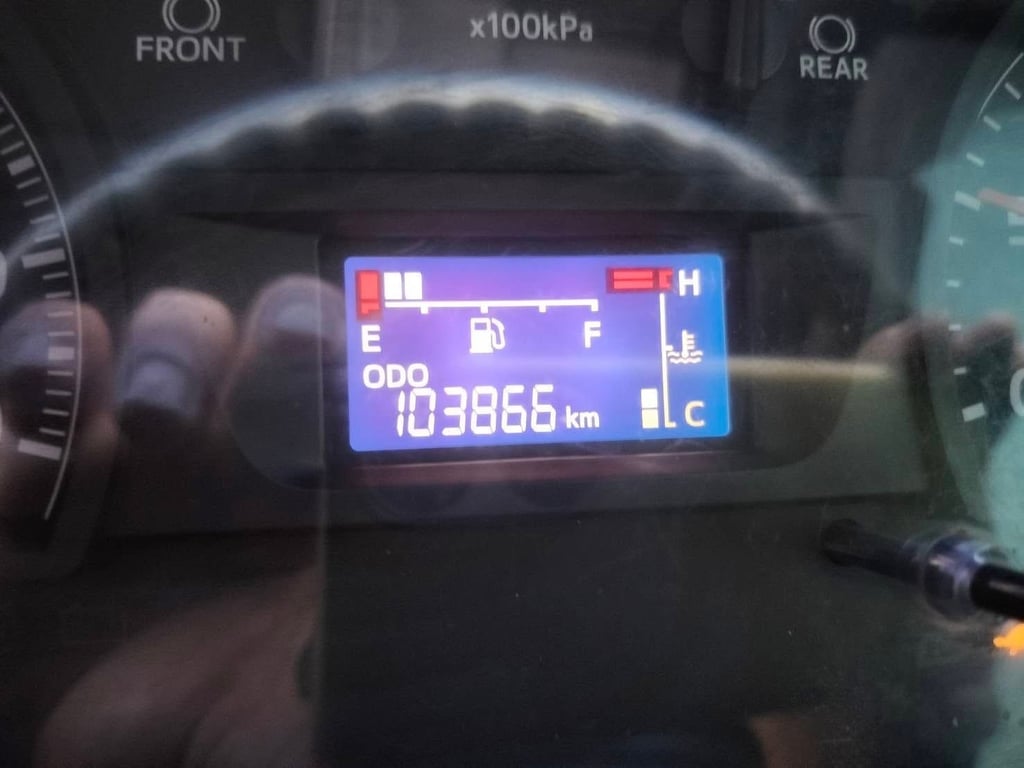 FRONT
x100kPa
REAR
H
E
F
ODO
103866 km
C